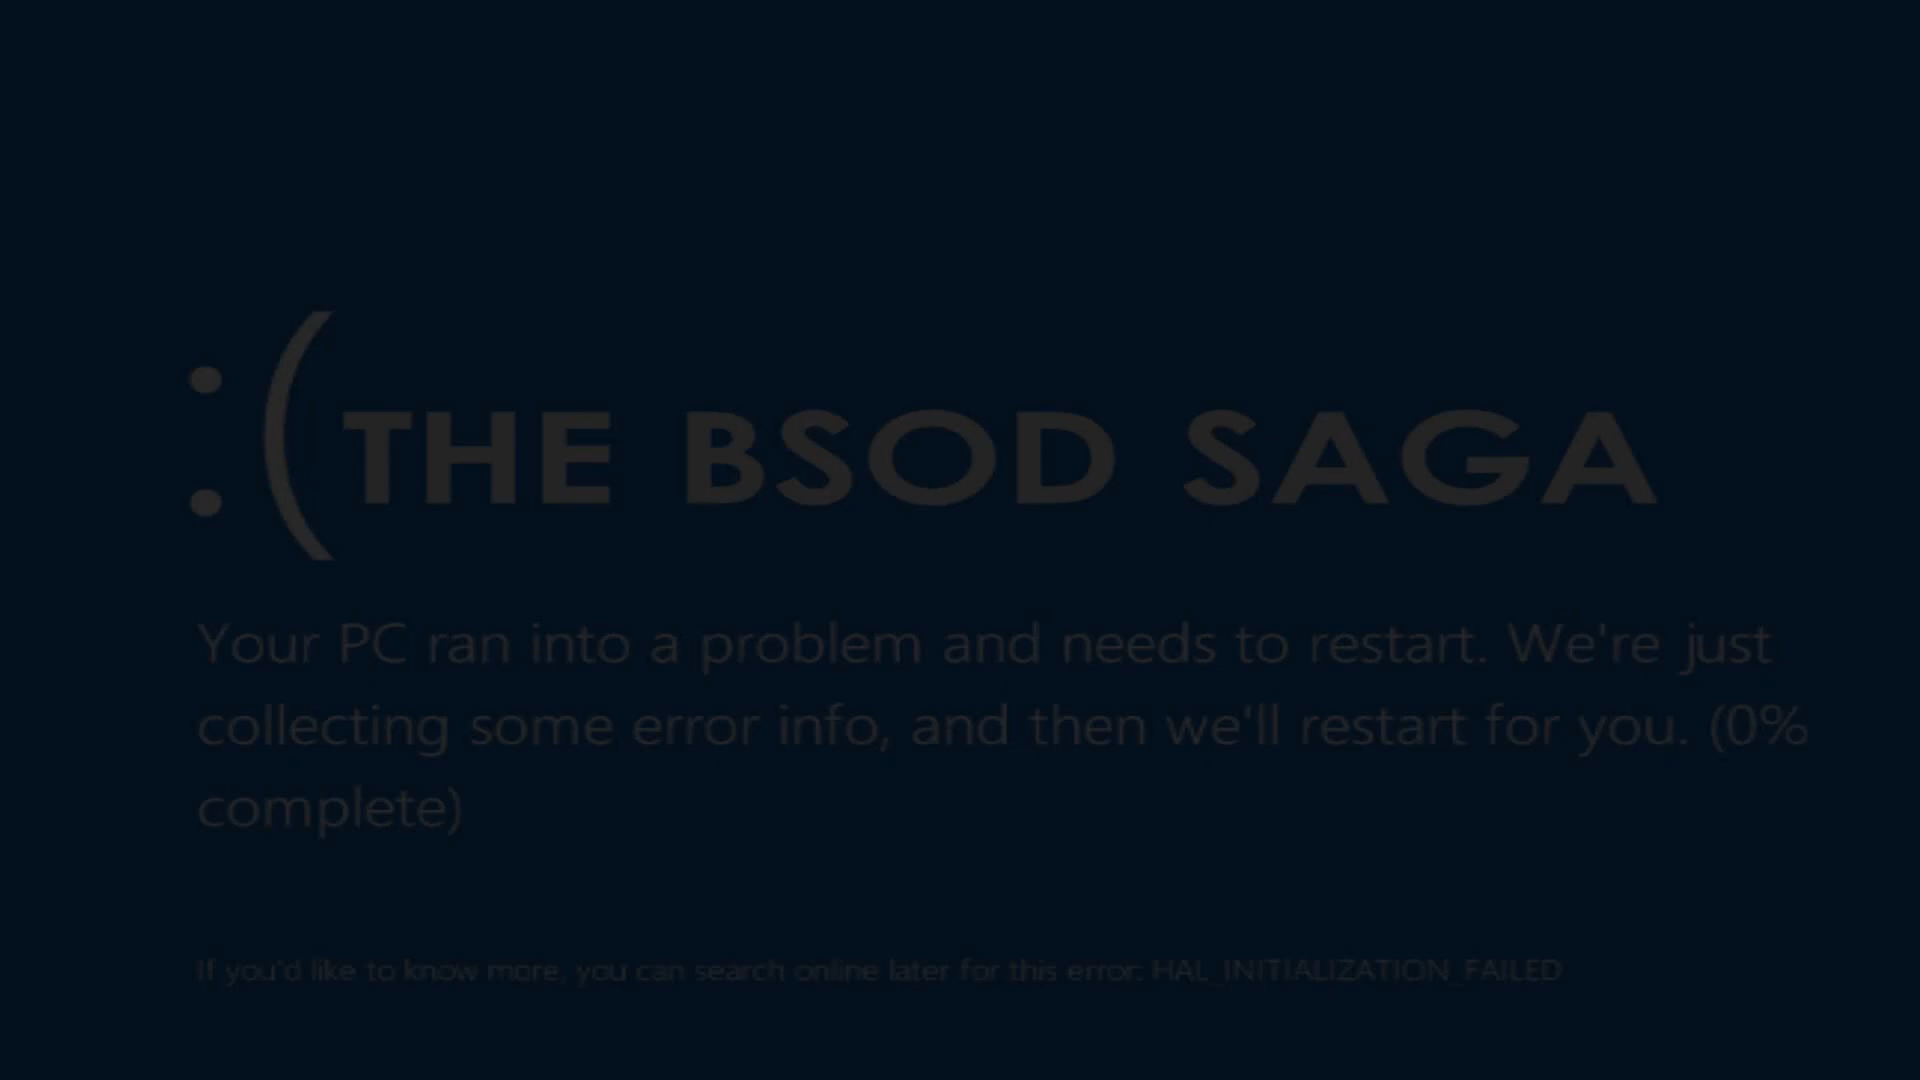 :( THE BSOD SAGA
Your PC ran into a problem and needs to restart. We're just
collecting some error info, and then we'll restart for you. (0%
complete)
If you'd like to know more, you can search online later for this error: HAL_INITIALIZATION_FAILED